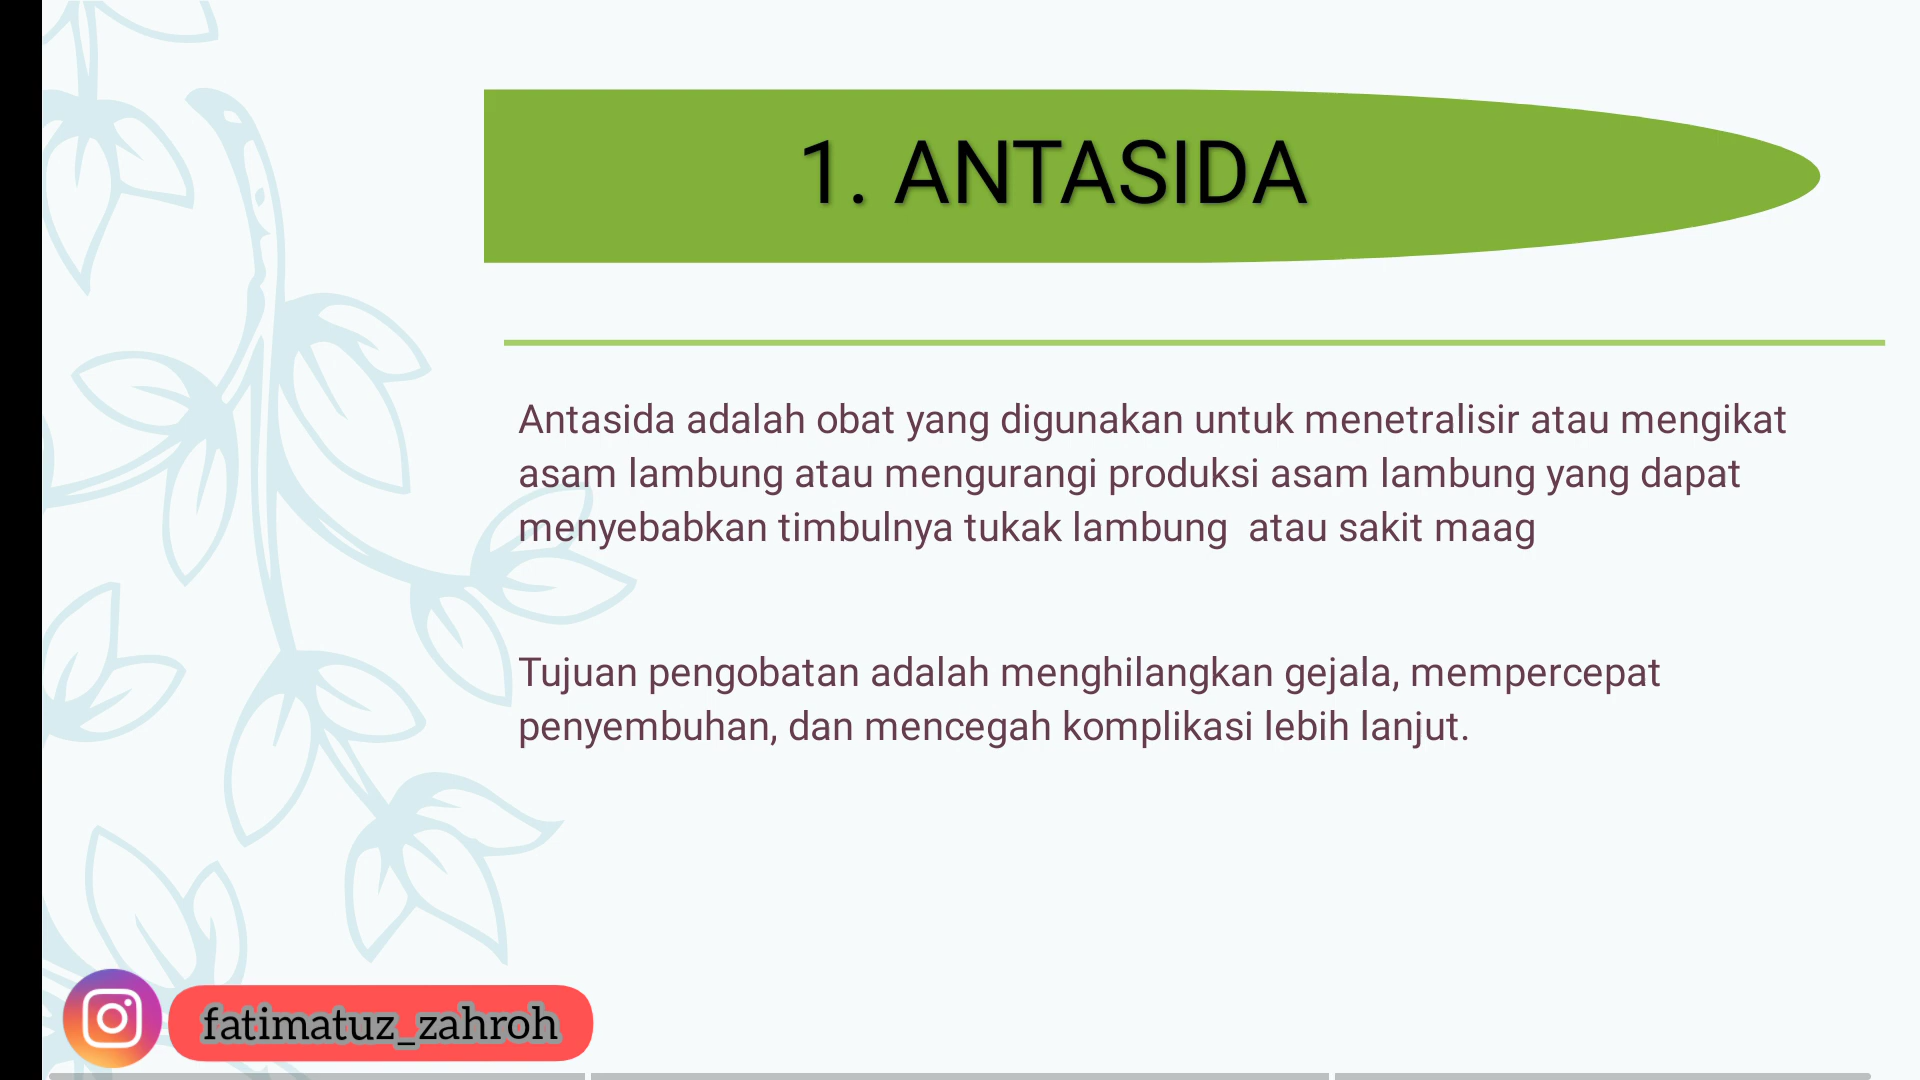 1. ANTASIDA
Antasida adalah obat yang digunakan untuk menetralisir atau mengikat
asam lambung atau mengurangi produksi asam lambung yang dapat
menyebabkan timbulnya tukak lambung  atau sakit maag
Tujuan pengobatan adalah menghilangkan gejala, mempercepat
penyembuhan, dan mencegah komplikasi lebih lanjut.
fatimatuz_zahroh